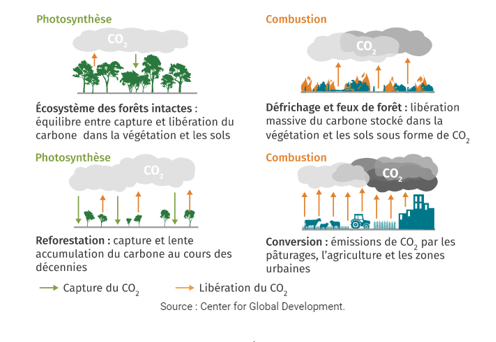 Photosynthèse
CO2
Écosystème des forêts intactes :
équilibre entre capture et libération du
carbone dans la végétation et les sols
Combustion
CO2
Défrichage et feux de forêt : libération
massive du carbone stocké dans la
végétation et les sols sous forme de CO2
Photosynthèse
CO2
Reforestation : capture et lente
accumulation du carbone au cours des
décennies
Combustion
CO2
Conversion : émissions de CO2 par les
pâturages, l’agriculture et les zones
urbaines
Capture du CO2
Libération du CO2
Source : Center for Global Development.